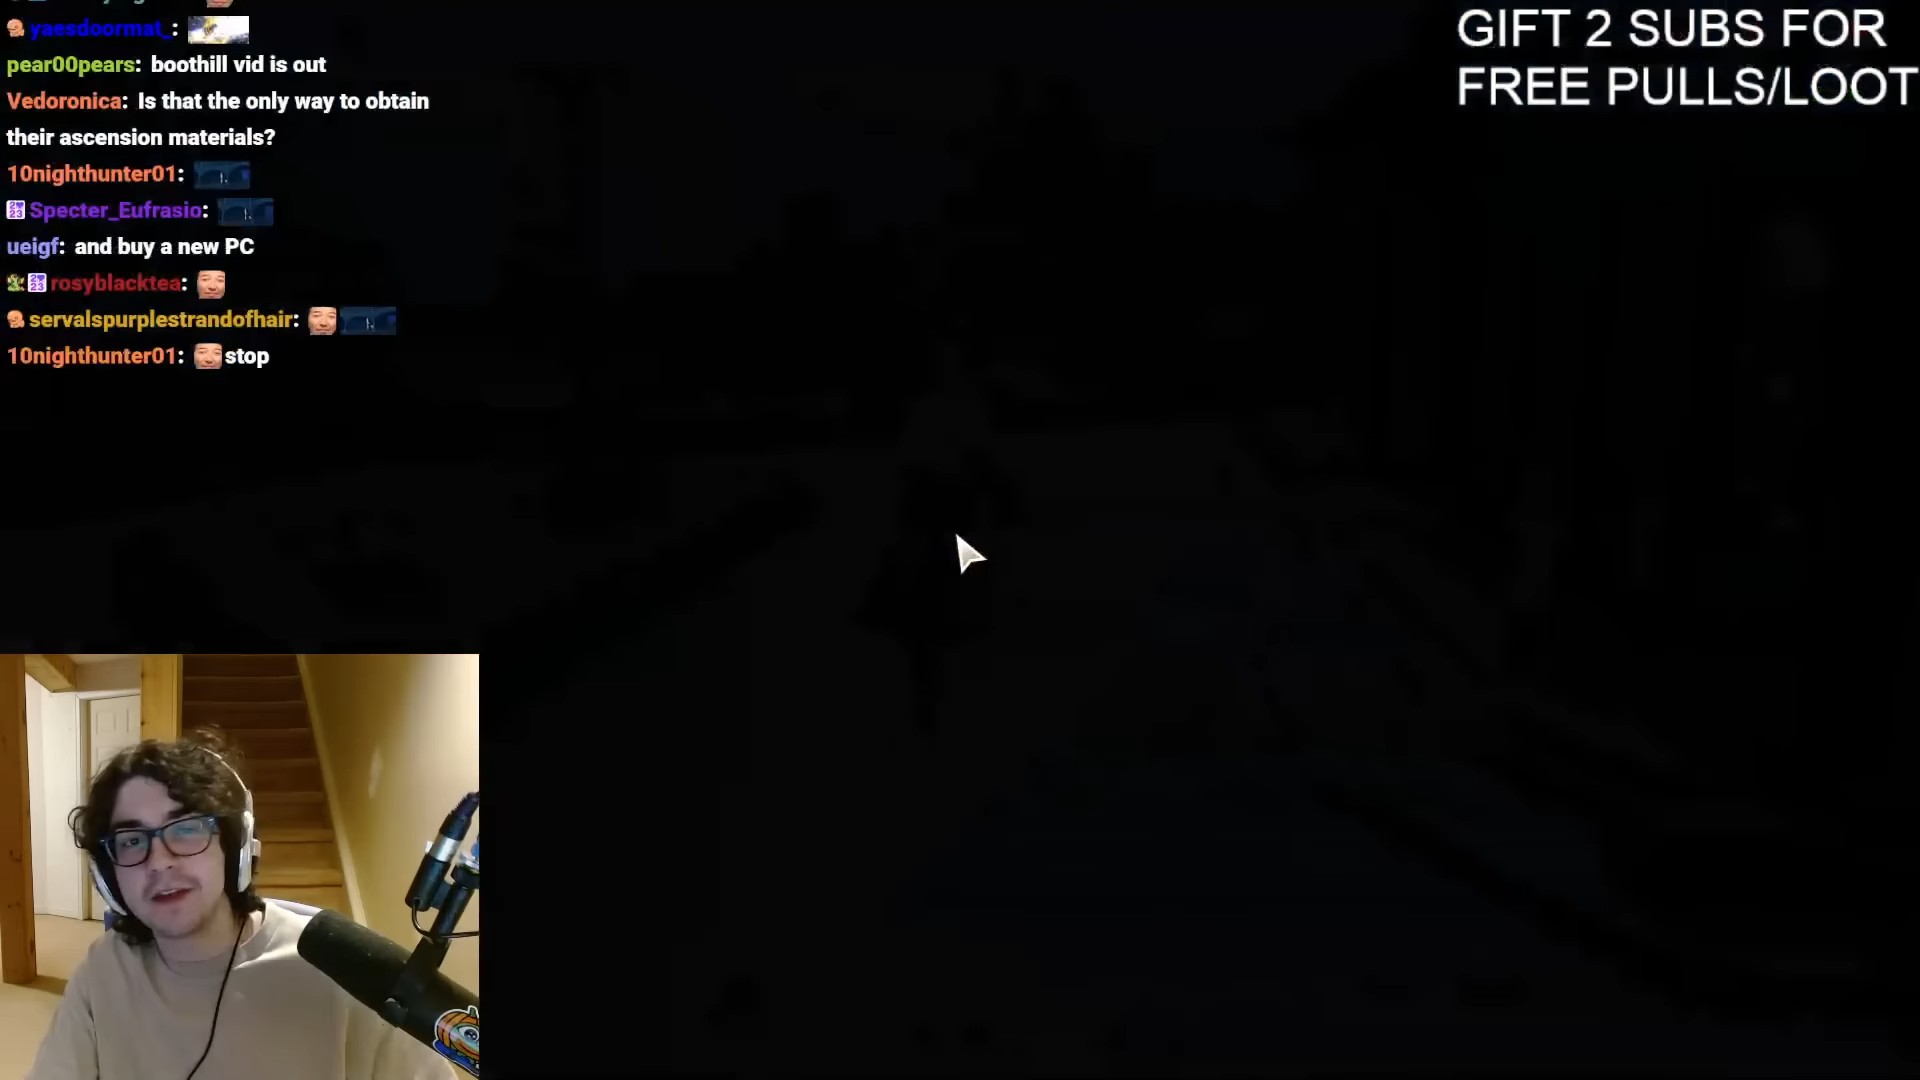 yaesdoormat_:
pear00pears: boothill vid is out
Vedoronica: Is that the only way to obtain
their ascension materials?
10nighthunter01:
Specter_Eufrasio:
ueigf: and buy a new PC
rosyblacktea:
servalspurplestrandofhair:
10nighthunter01: stop
GIFT 2 SUBS FOR
FREE PULLS/LOOT